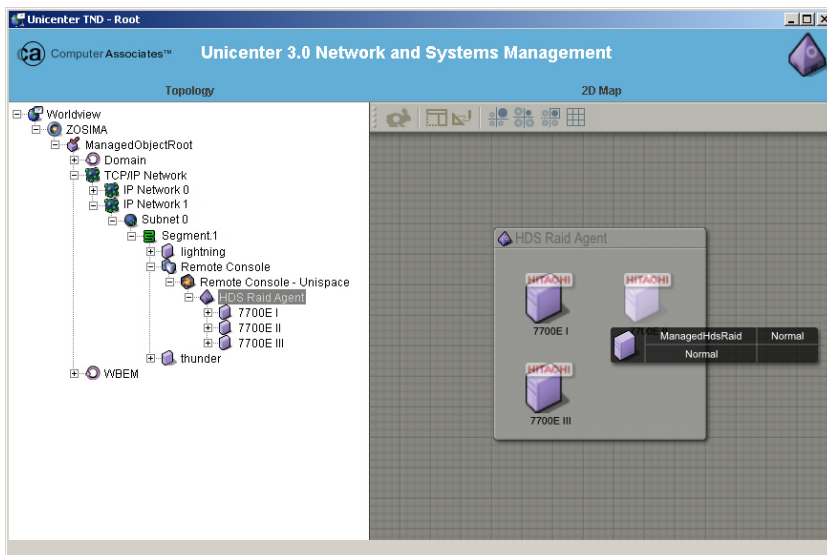 Unicenter TND - Root
ca Computer Associates™ Unicenter 3.0 Network and Systems Management
Topology
2D Map
Worldview
ZOSIMA
ManagedObjectRoot
Domain
TCP/IP Network
IP Network 0
IP Network 1
Subnet 0
Segment.1
lightning
Remote Console
Remote Console - Unispace
HDS Raid Agent
7700E I
7700E II
7700E III
thunder
WBEM
HDS Raid Agent
HITACHI
7700E I
HITACHI
ManagedHdsRaid Normal
Normal
HITACHI
7700E III